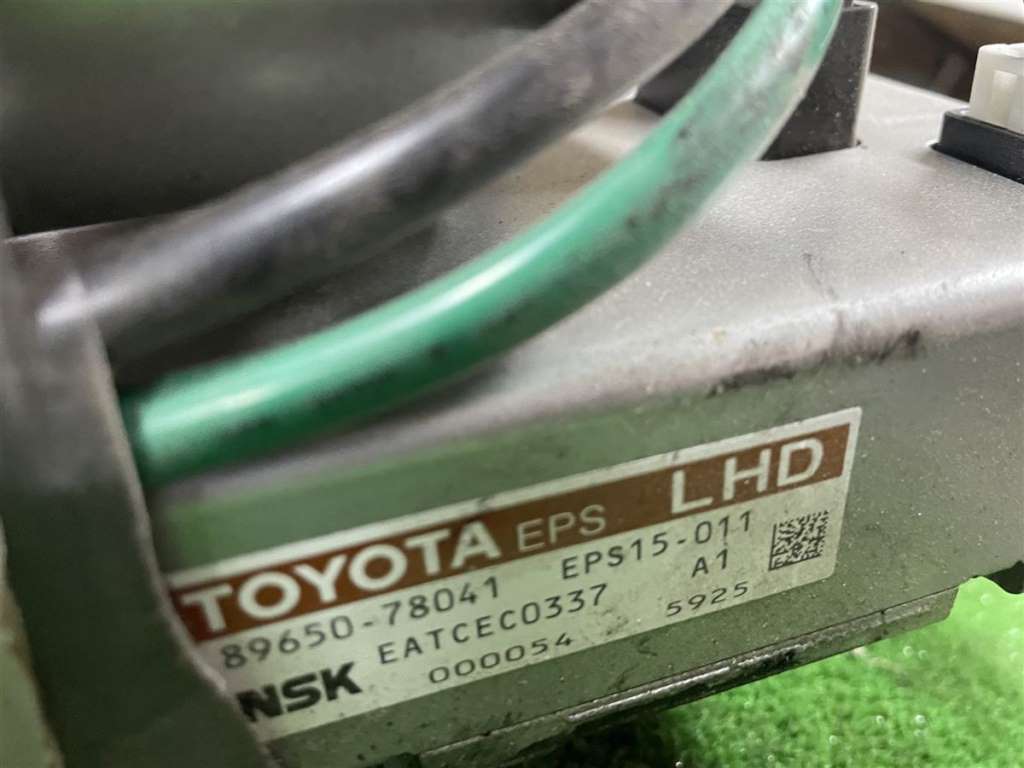 TOYOTA EPS LHD
89650-78041 EPS15-011
EATCEC0337 A1
NSK 000054 5925